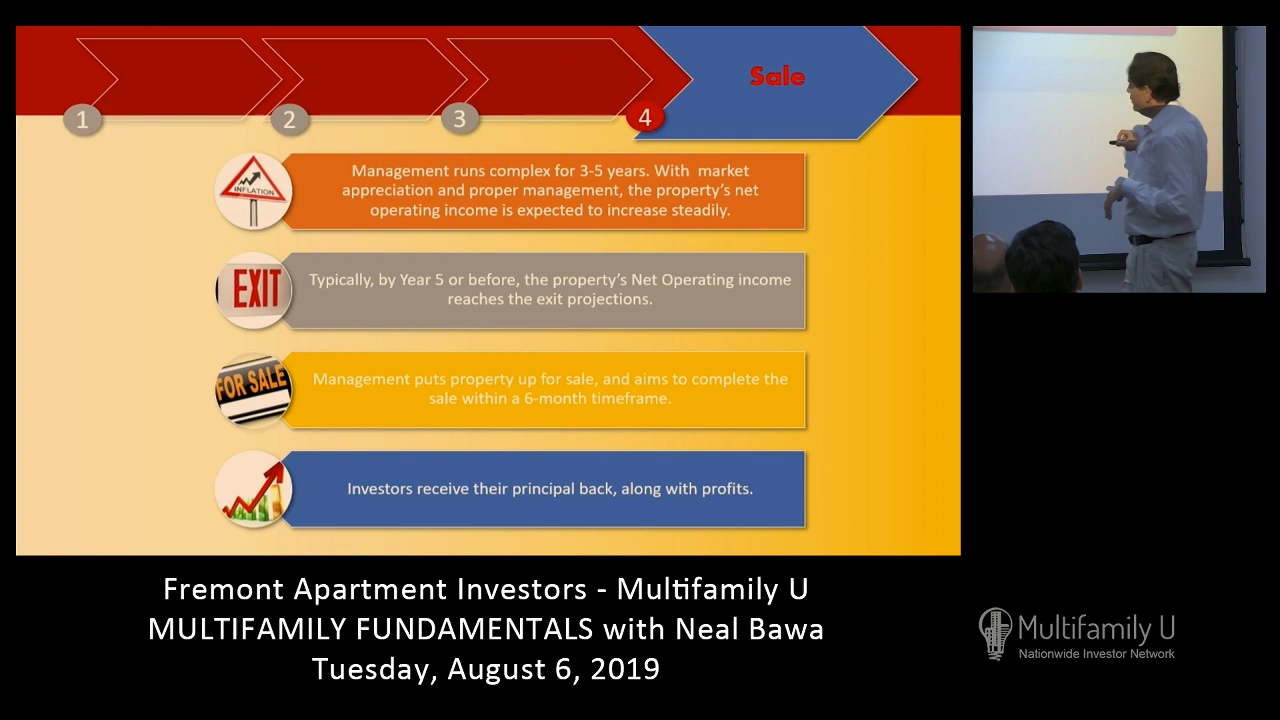 Sale
1
2
3
4
INFLATION
Management runs complex for 3-5 years. With market
appreciation and proper management, the property's net
operating income is expected to increase steadily.
EXIT
Typically, by Year 5 or before, the property's Net Operating income
reaches the exit projections.
FOR SALE
Management puts property up for sale, and aims to complete the
sale within a 6-month timeframe.
Investors receive their principal back, along with profits.
Fremont Apartment Investors - Multifamily U
MULTIFAMILY FUNDAMENTALS with Neal Bawa
Tuesday, August 6, 2019
Multifamily U
Nationwide Investor Network